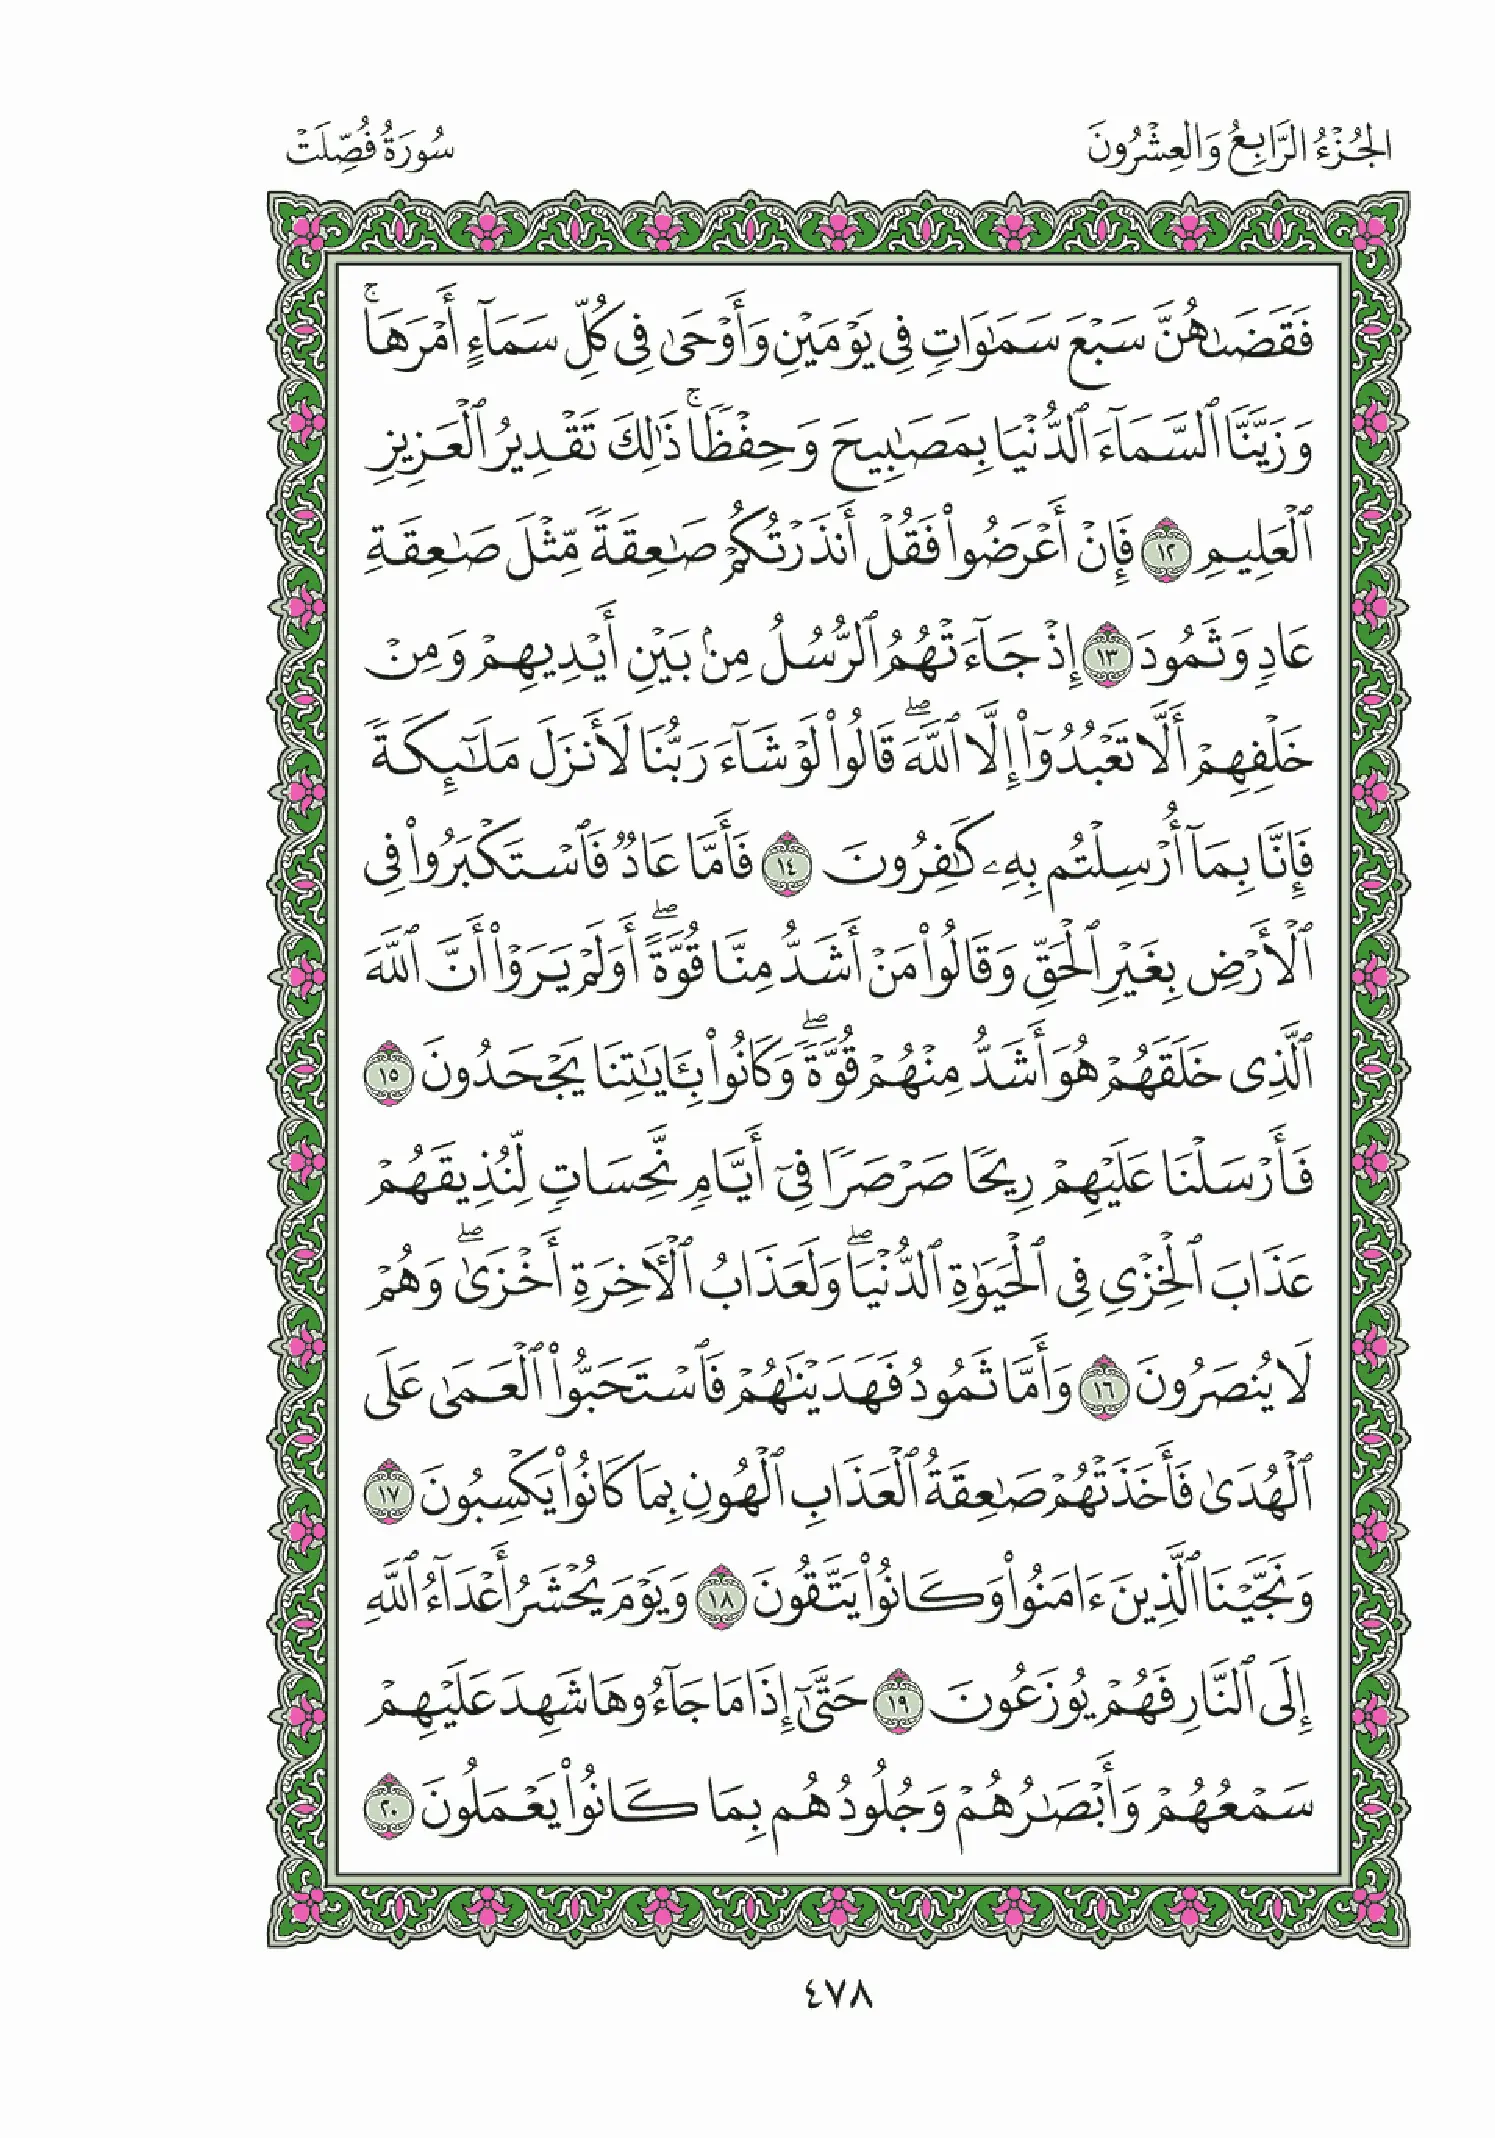 الجُزْءُ الرَّابِعُ وَالعِشْرُونَ
سُورَةُ فُصِّلَتْ
فَقَضَىٰهُنَّ سَبْعَ سَمَٰوَاتٍ فِى يَوْمَيْنِ وَأَوْحَىٰ فِى كُلِّ سَمَآءٍ أَمْرَهَاۚ
وَزَيَّنَّا ٱلسَّمَآءَ ٱلدُّنْيَا بِمَصَٰبِيحَ وَحِفْظًاۚ ذَٰلِكَ تَقْدِيرُ ٱلْعَزِيزِ
ٱلْعَلِيمِ ١٢ فَإِنْ أَعْرَضُوا۟ فَقُلْ أَنذَرْتُكُمْ صَٰعِقَةً مِّثْلَ صَٰعِقَةِ
عَادٍ وَثَمُودَ ١٣ إِذْ جَآءَتْهُمُ ٱلرُّسُلُ مِنۢ بَيْنِ أَيْدِيهِمْ وَمِنْ
خَلْفِهِمْ أَلَّا تَعْبُدُوٓا۟ إِلَّا ٱللَّهَۖ قَالُوا۟ لَوْ شَآءَ رَبُّنَا لَأَنزَلَ مَلَٰٓئِكَةً
فَإِنَّا بِمَآ أُرْسِلْتُم بِهِۦ كَٰفِرُونَ ١٤ فَأَمَّا عَادٌ فَٱسْتَكْبَرُوا۟ فِى
ٱلْأَرْضِ بِغَيْرِ ٱلْحَقِّ وَقَالُوا۟ مَنْ أَشَدُّ مِنَّا قُوَّةًۖ أَوَلَمْ يَرَوْا۟ أَنَّ ٱللَّهَ
ٱلَّذِى خَلَقَهُمْ هُوَ أَشَدُّ مِنْهُمْ قُوَّةًۖ وَكَانُوا۟ بِـَٔايَٰتِنَا يَجْحَدُونَ ١٥
فَأَرْسَلْنَا عَلَيْهِمْ رِيحًا صَرْصَرًا فِىٓ أَيَّامٍ نَّحِسَاتٍ لِّنُذِيقَهُمْ
عَذَابَ ٱلْخِزْىِ فِى ٱلْحَيَوٰةِ ٱلدُّنْيَاۖ وَلَعَذَابُ ٱلْـَٔاخِرَةِ أَخْزَىٰۖ وَهُمْ
لَا يُنصَرُونَ ١٦ وَأَمَّا ثَمُودُ فَهَدَيْنَٰهُمْ فَٱسْتَحَبُّوا۟ ٱلْعَمَىٰ عَلَى
ٱلْهُدَىٰ فَأَخَذَتْهُمْ صَٰعِقَةُ ٱلْعَذَابِ ٱلْهُونِ بِمَا كَانُوا۟ يَكْسِبُونَ ١٧
وَنَجَّيْنَا ٱلَّذِينَ ءَامَنُوا۟ وَكَانُوا۟ يَتَّقُونَ ١٨ وَيَوْمَ يُحْشَرُ أَعْدَآءُ ٱللَّهِ
إِلَى ٱلنَّارِ فَهُمْ يُوزَعُونَ ١٩ حَتَّىٰٓ إِذَا مَا جَآءُوهَا شَهِدَ عَلَيْهِمْ
سَمْعُهُمْ وَأَبْصَٰرُهُمْ وَجُلُودُهُم بِمَا كَانُوا۟ يَعْمَلُونَ ٢٠
٤٧٨